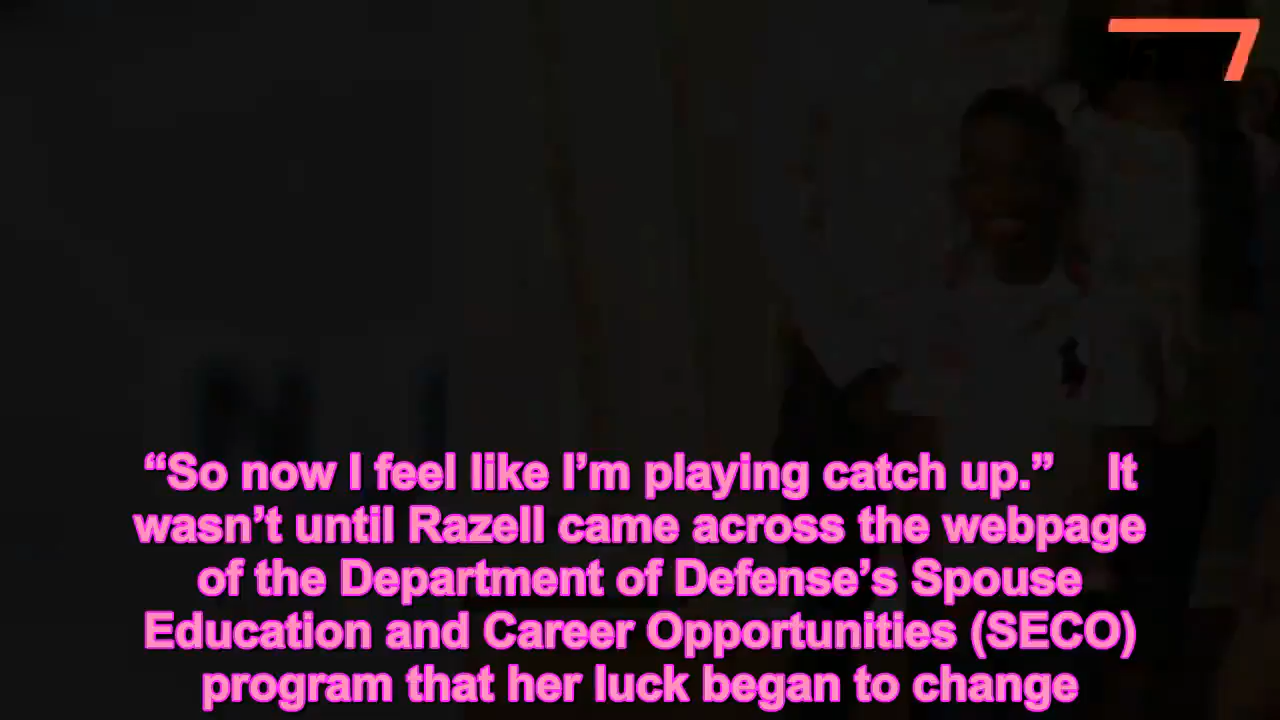 “So now I feel like I’m playing catch up.” It
wasn’t until Razell came across the webpage
of the Department of Defense’s Spouse
Education and Career Opportunities (SECO)
program that her luck began to change